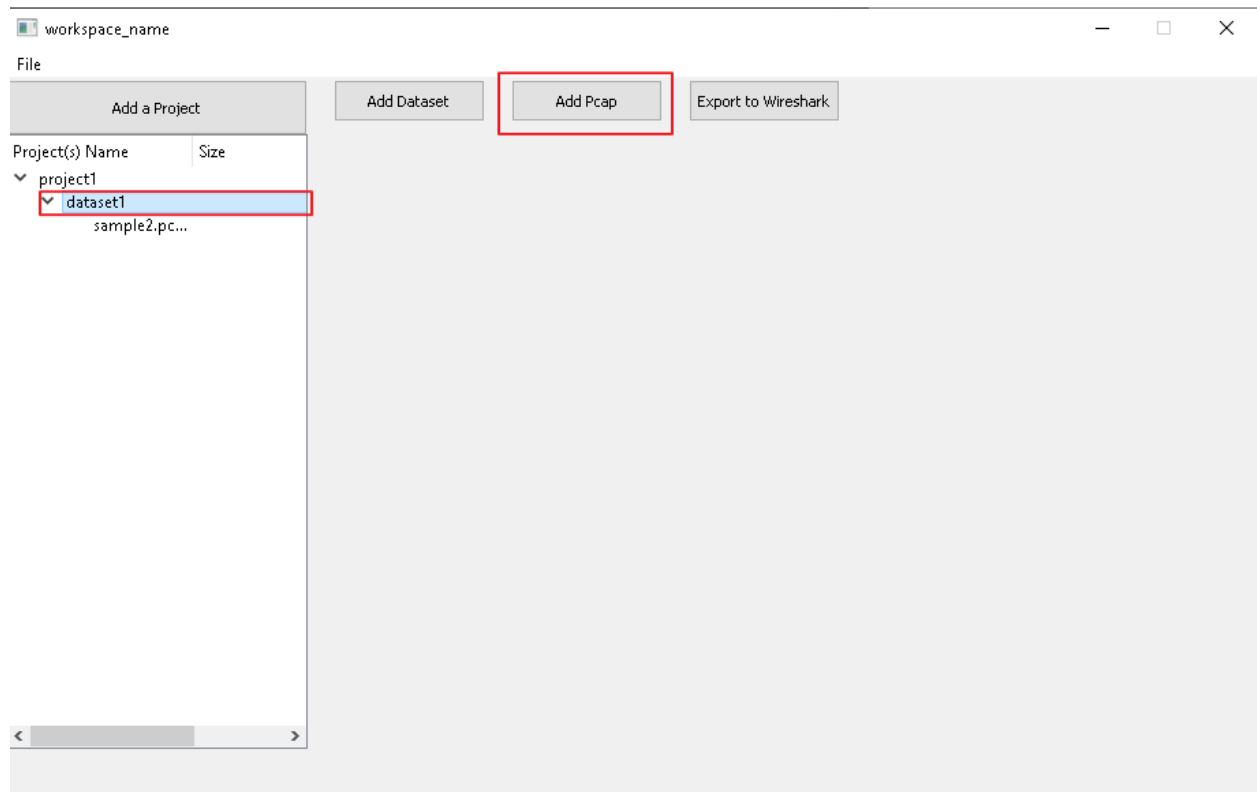 workspace_name
File
Add a Project
Add Dataset
Add Pcap
Export to Wireshark
Project(s) Name Size
project1
dataset1
sample2.pc...